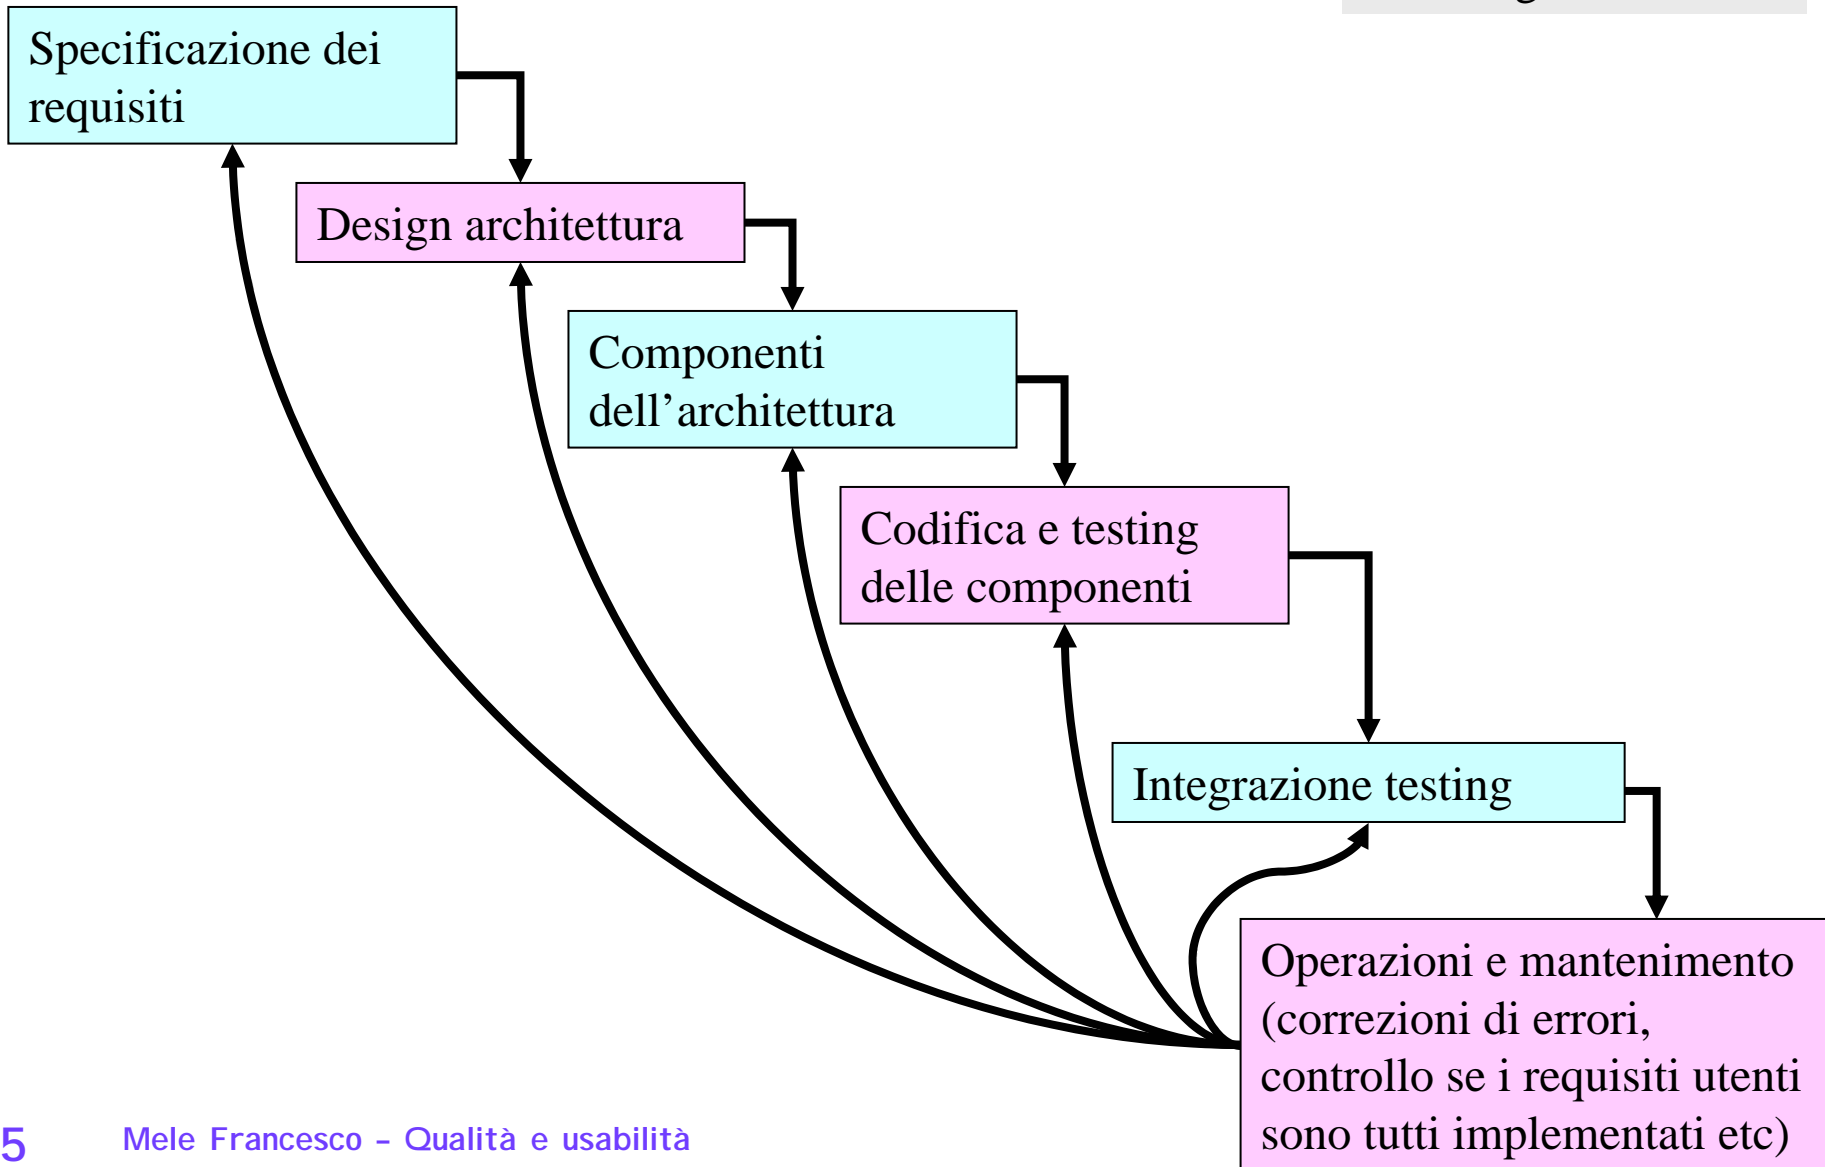 Specificazione dei
requisiti
Design architettura
Componenti
dell’architettura
Codifica e testing
delle componenti
Integrazione testing
Operazioni e mantenimento
(correzioni di errori,
controllo se i requisiti utenti
sono tutti implementati etc)
5 Mele Francesco – Qualità e usabilità